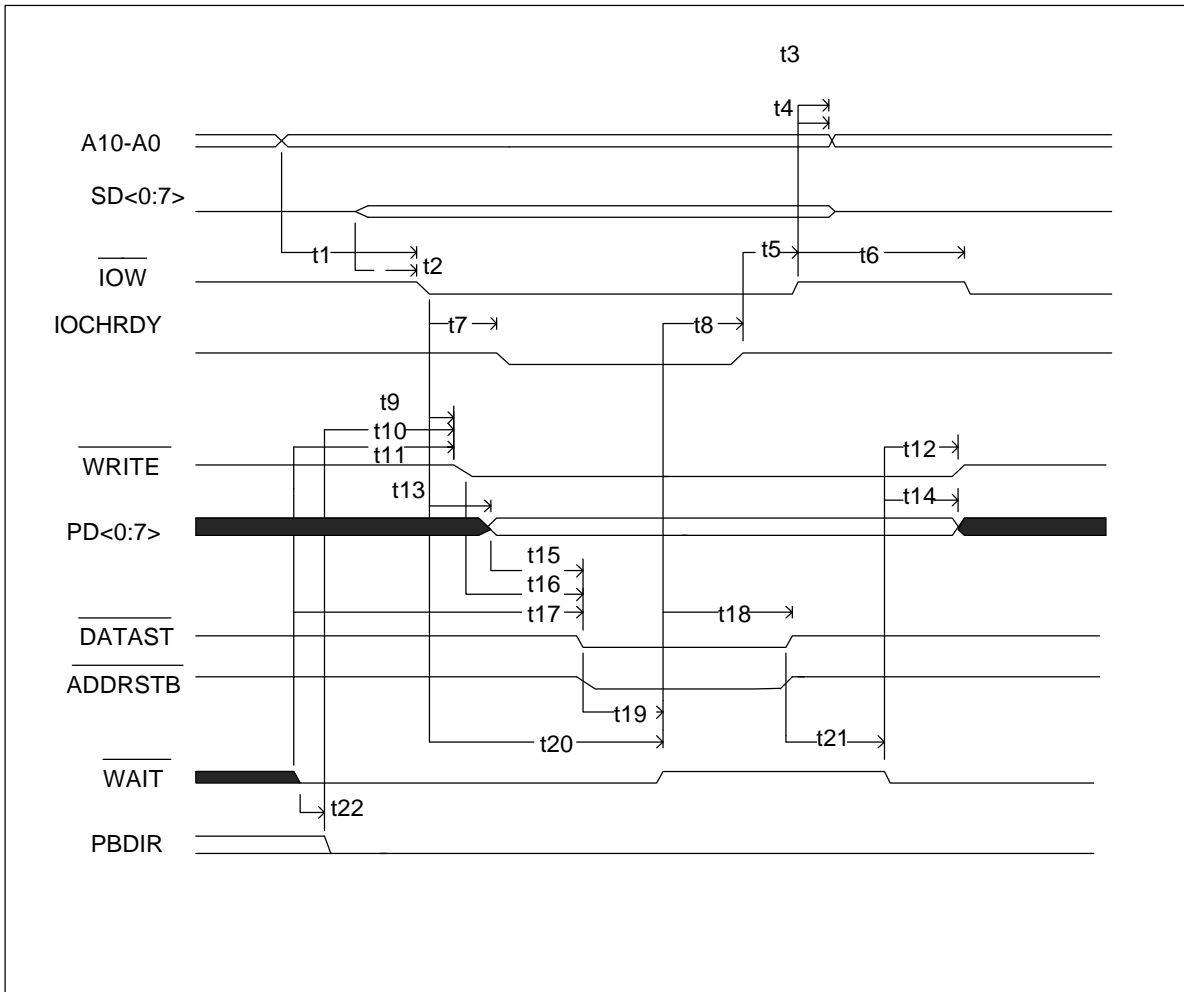 t3
t4
A10-A0
SD<0:7>
t1
t2
t5
t6
IOW
IOCHRDY
t7
t8
t9
t10
t11
t12
WRITE
t13
t14
PD<0:7>
t15
t16
t17
t18
DATAST
ADDRSTB
t19
t20
t21
WAIT
t22
PBDIR